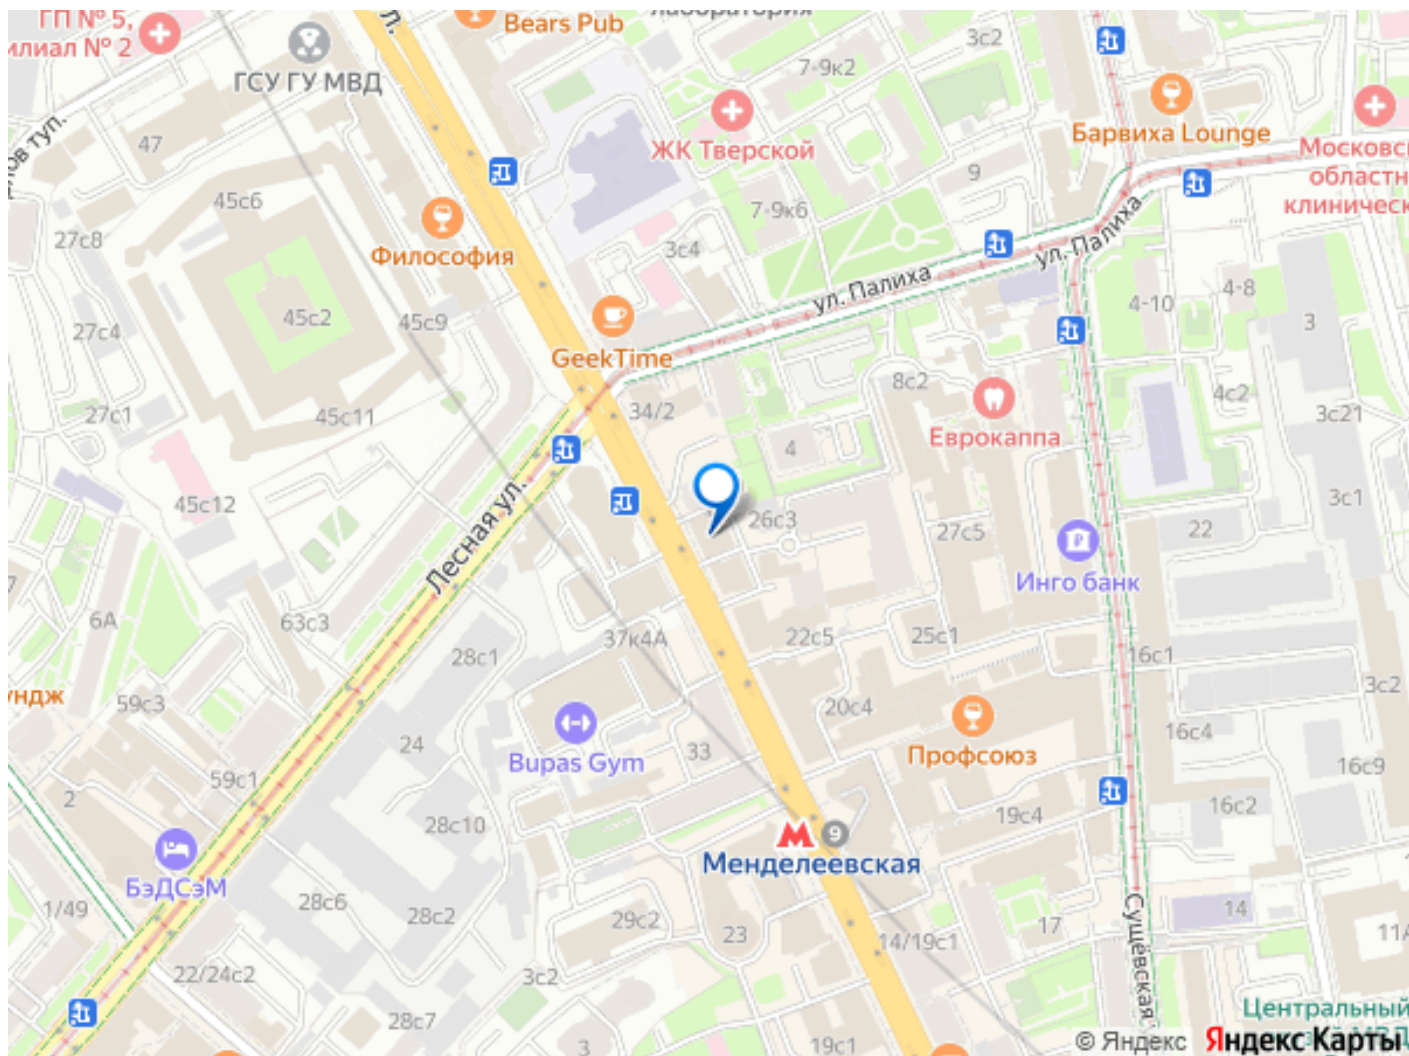 ГП № 5,
илиал № 2
ГСУ ГУ МВД
ул.
Bears Pub
лаборатория
3с2
7-9к2
ЖК Тверской
Барвиха Lounge
Московс
областн
клиническ
47
45с6
27с8
Философия
7-9к6
9
3с4
ул. Палиха
ул. Палиха
4-10
4-8
3
45с2
45с9
27с4
GeekTime
8с2
4с2
27с1
45с11
34/2
Еврокаппа
3с21
4
45с12
Лесная ул.
26с3
27с5
3с1
22
Инго банк
6А
63с3
37к4А
22с5
25с1
28с1
16с1
ундж
59с3
20с4
3с2
24
33
Bupas Gym
Профсоюз
16с4
59с1
16с9
2
28с10
19с4
16с2
9
Менделеевская
БэДСэМ
1/49
28с6
28с2
29с2
23
14/19с1
17
14
11А
Сущёвская
22/24с2
3с2
28с7
3
19с1
Центральный
© Яндекс
Яндекс Карты